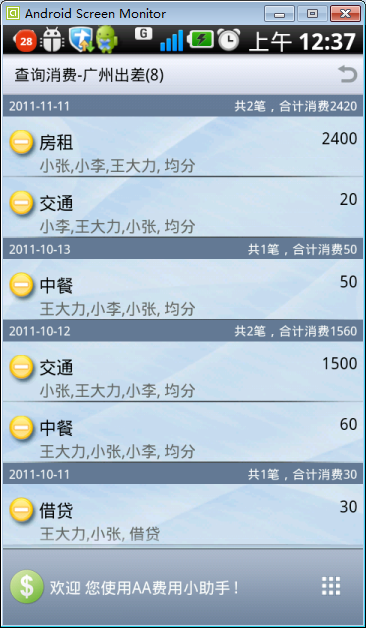 Android Screen Monitor
28
G
上午 12:37
查询消费-广州出差(8)
2011-11-11 共2笔，合计消费2420
房租 2400
小张,小李,王大力, 均分
交通 20
小李,王大力,小张, 均分
2011-10-13 共1笔，合计消费50
中餐 50
王大力,小李,小张, 均分
2011-10-12 共2笔，合计消费1560
交通 1500
小张,王大力,小李, 均分
中餐 60
王大力,小张,小李, 均分
2011-10-11 共1笔，合计消费30
借贷 30
王大力,小张, 借贷
$
欢迎 您使用AA费用小助手！